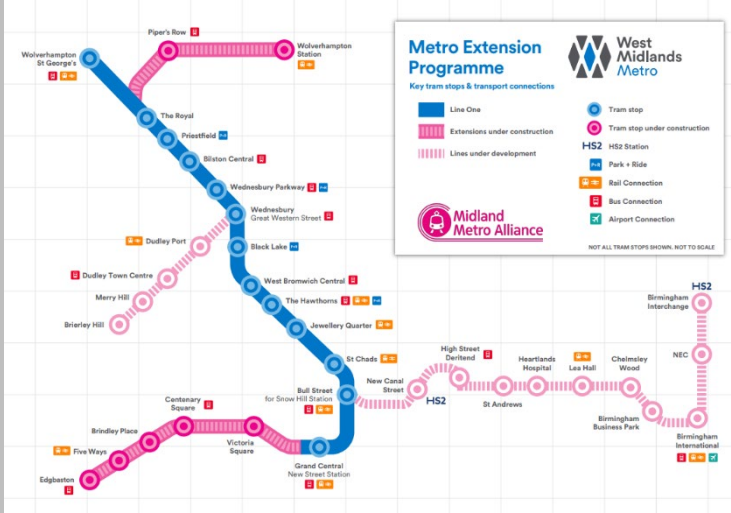 Piper's Row
Wolverhampton
St George's
Wolverhampton
Station
The Royal
Priestfield
Bilston Central
Wednesbury Parkway
Wednesbury
Great Western Street
Dudley Port
Black Lake
Dudley Town Centre
West Bromwich Central
Merry Hill
The Hawthorns
Brierley Hill
Jewellery Quarter
St Chads
Bull Street
for Snow Hill Station
New Canal
Street
HS2
High Street
Deritend
St Andrews
Heartlands
Hospital
Lea Hall
Chelmsley
Wood
Birmingham
Business Park
Birmingham
International
NEC
HS2
Birmingham
Interchange
Centenary
Square
Brindley Place
Victoria
Square
Five Ways
Edgbaston
Grand Central
New Street Station
Metro Extension
Programme
Key tram stops & transport connections
West
Midlands
Metro
Line One
Extensions under construction
Lines under development
Tram stop
Tram stop under construction
HS2 HS2 Station
Park + Ride
Rail Connection
Bus Connection
Airport Connection
Midland
Metro Alliance
NOT ALL TRAM STOPS SHOWN. NOT TO SCALE